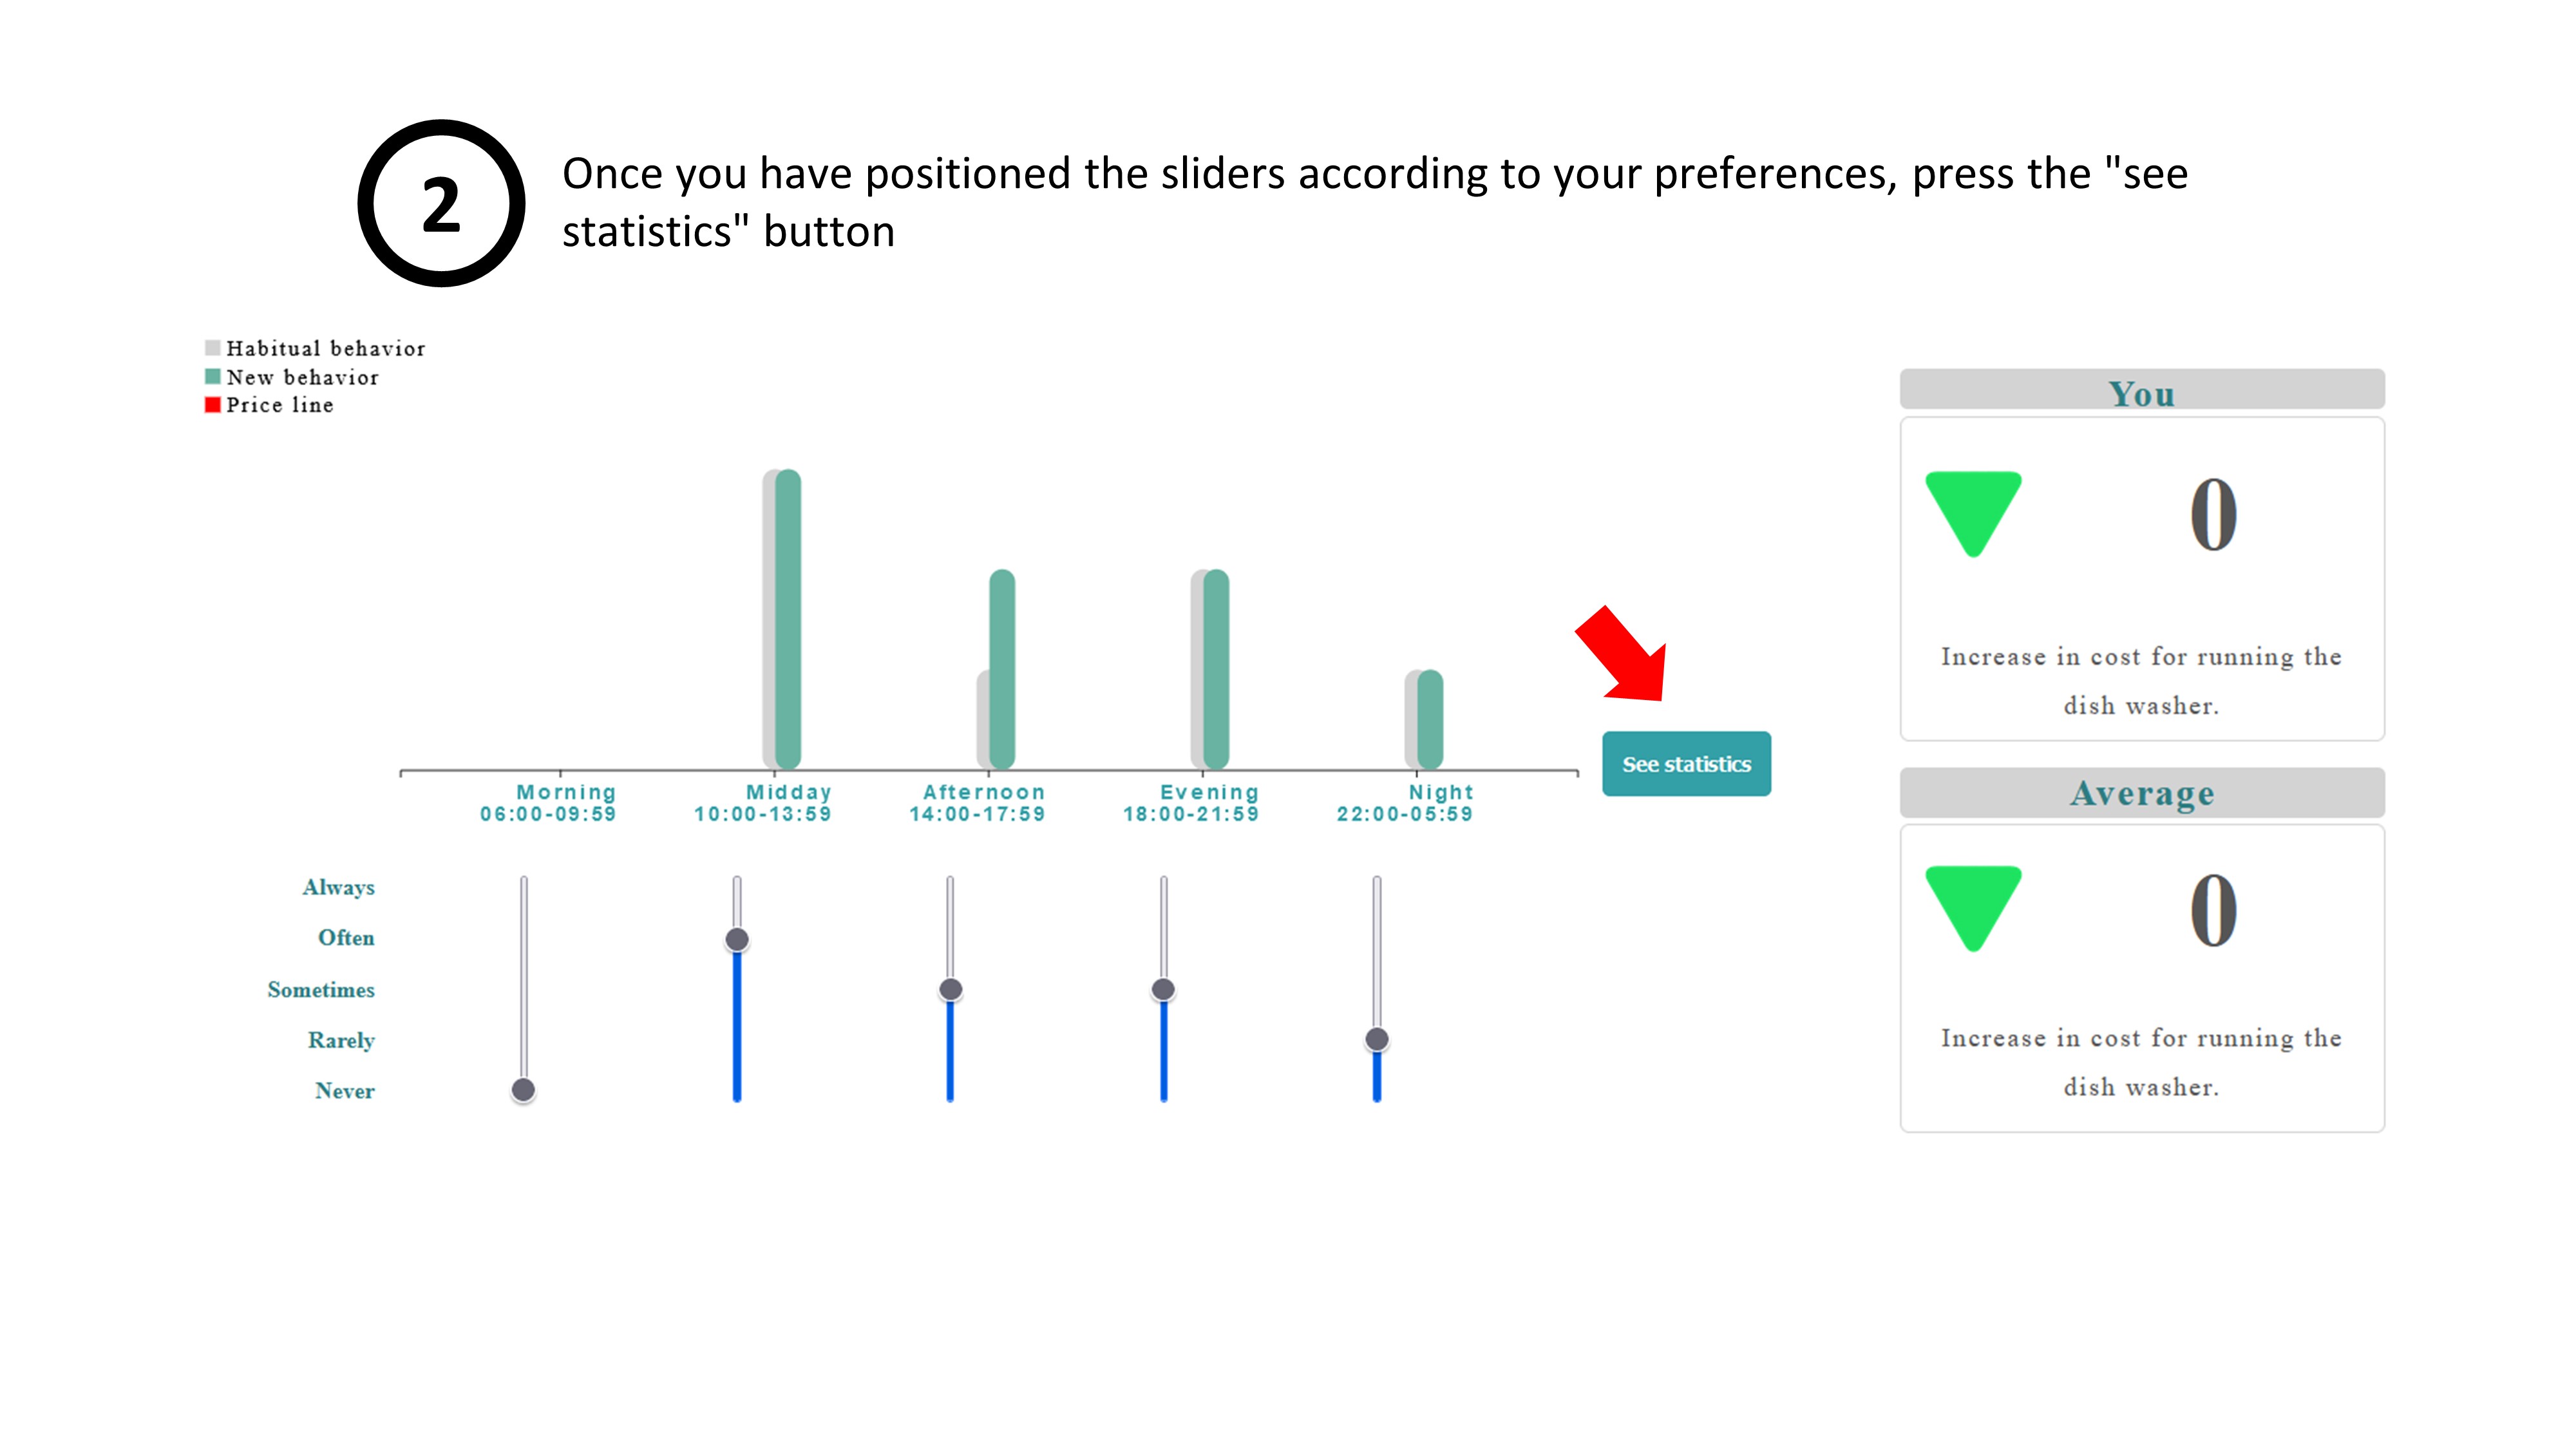 2
Once you have positioned the sliders according to your preferences, press the "see
statistics" button
Habitual behavior
New behavior
Price line
You
0
Increase in cost for running the
dish washer.
See statistics
Morning
06:00-09:59
Midday
10:00-13:59
Afternoon
14:00-17:59
Evening
18:00-21:59
Night
22:00-05:59
Average
0
Increase in cost for running the
dish washer.
Always
Often
Sometimes
Rarely
Never